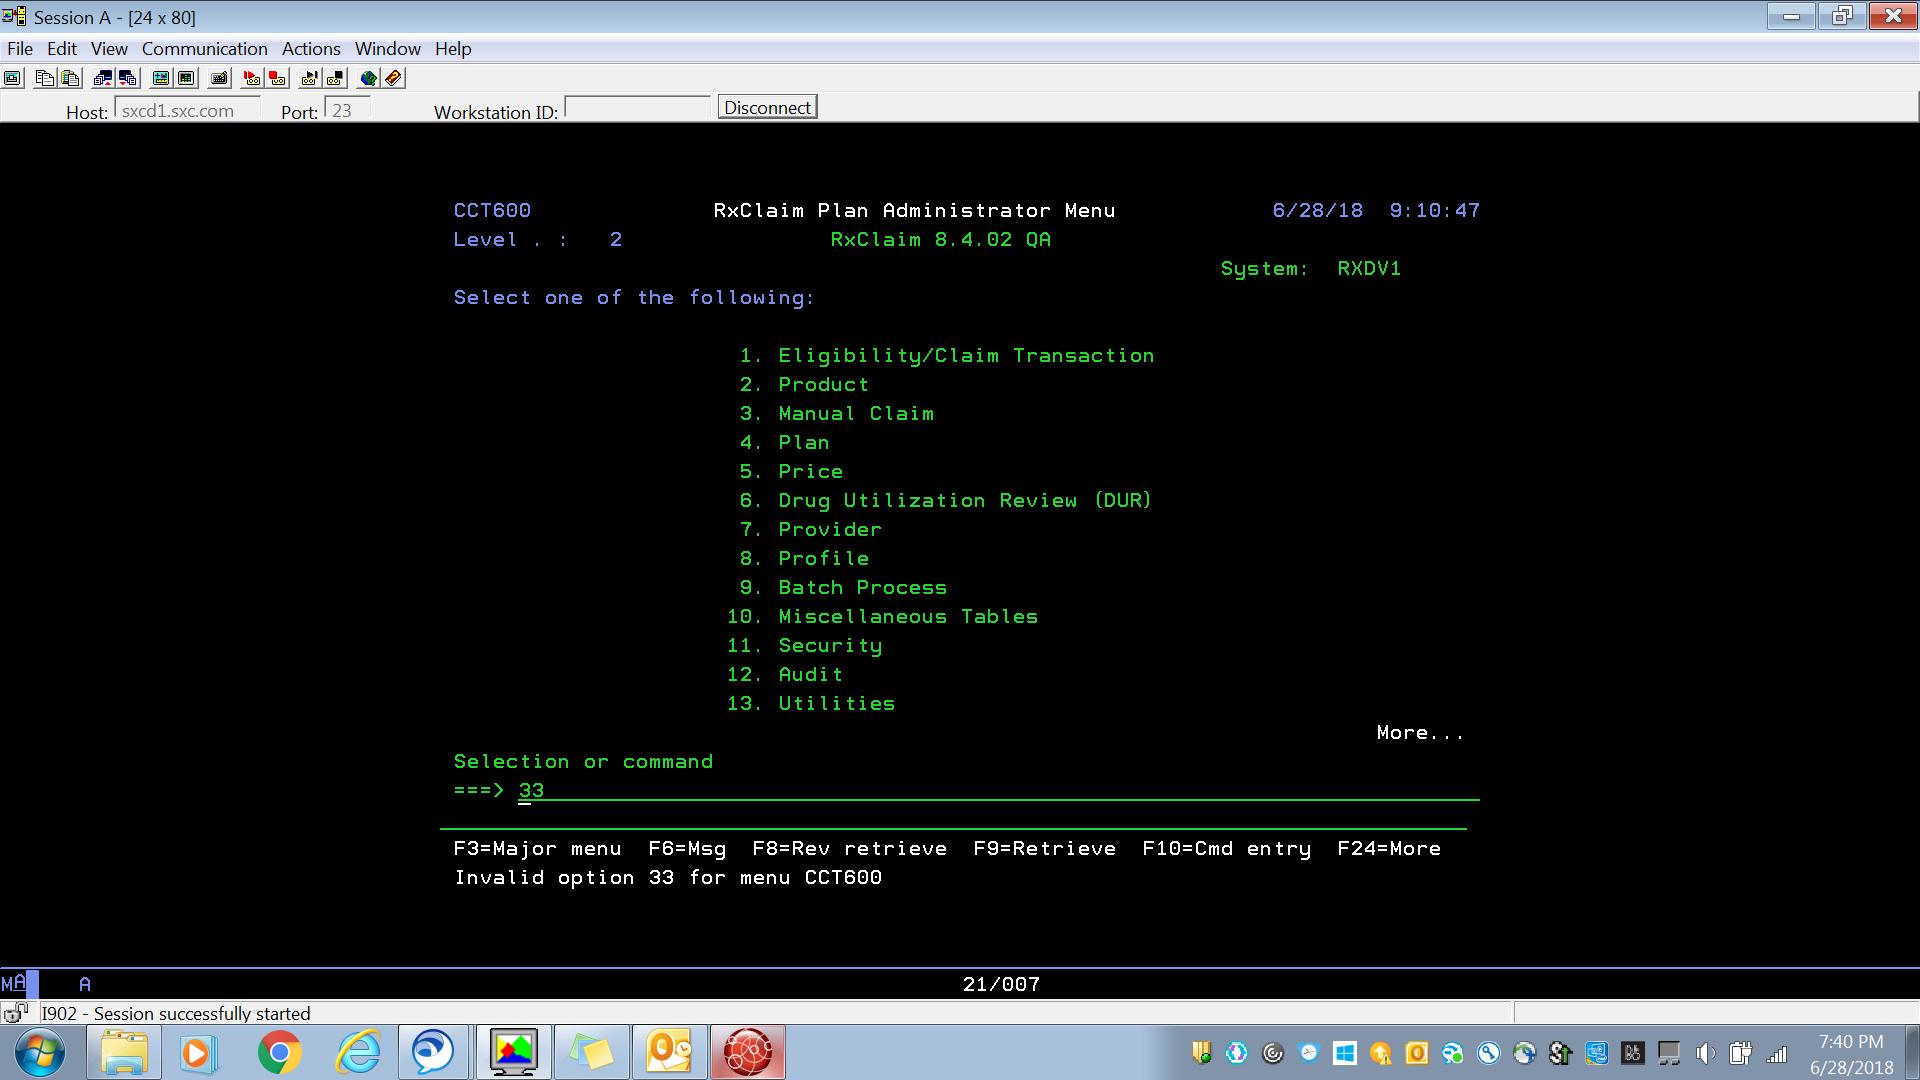 Session A - [24 x 80]
File Edit View Communication Actions Window Help
Host: sxcd1.sxc.com Port: 23 Workstation ID: Disconnect
CCT600 RxClaim Plan Administrator Menu 6/28/18 9:10:47
Level . : 2 RxClaim 8.4.02 QA
System: RXDV1
Select one of the following:
1. Eligibility/Claim Transaction
2. Product
3. Manual Claim
4. Plan
5. Price
6. Drug Utilization Review (DUR)
7. Provider
8. Profile
9. Batch Process
10. Miscellaneous Tables
11. Security
12. Audit
13. Utilities
More...
Selection or command
===> 33
F3=Major menu F6=Msg F8=Rev retrieve F9=Retrieve F10=Cmd entry F24=More
Invalid option 33 for menu CCT600
MA A 21/007
I902 - Session successfully started
7:40 PM
6/28/2018